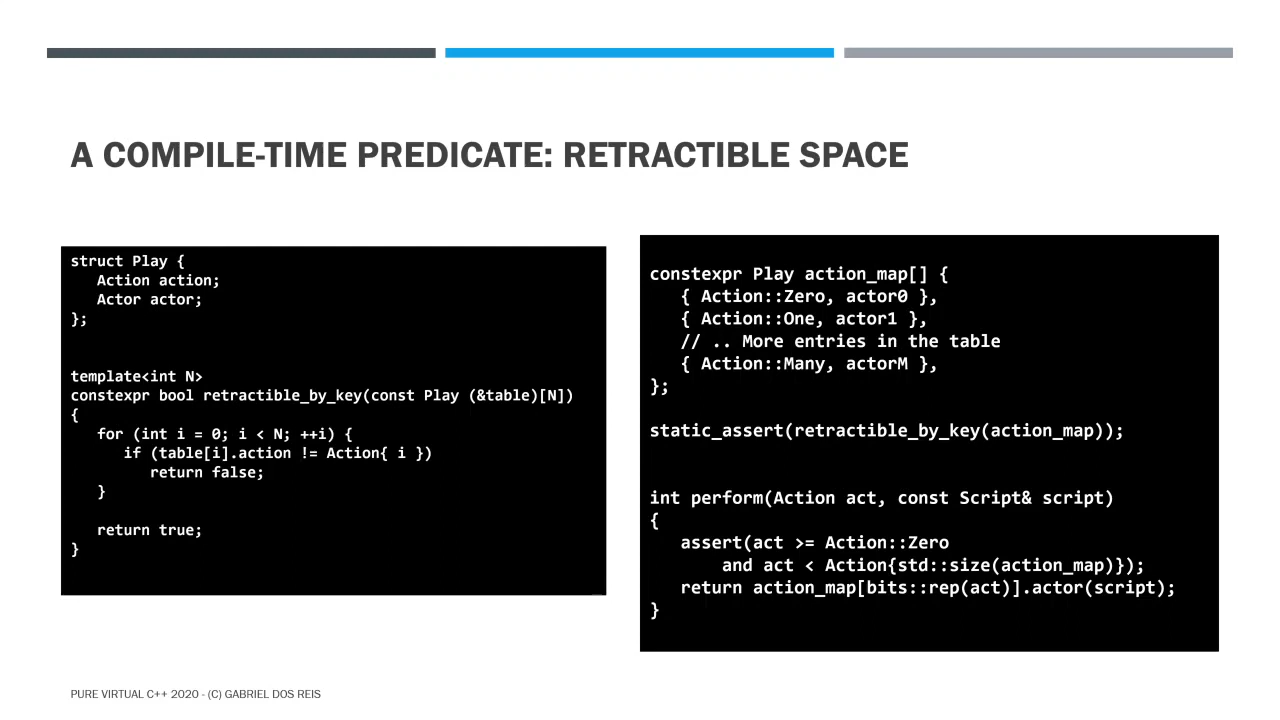 A COMPILE-TIME PREDICATE: RETRACTIBLE SPACE
struct Play {
   Action action;
   Actor actor;
};
template<int N>
constexpr bool retractible_by_key(const Play (&table)[N])
{
   for (int i = 0; i < N; ++i) {
      if (table[i].action != Action{ i })
         return false;
   }
   return true;
}
constexpr Play action_map[] {
   { Action::Zero, actor0 },
   { Action::One, actor1 },
   // .. More entries in the table
   { Action::Many, actorM },
};
static_assert(retractible_by_key(action_map));
int perform(Action act, const Script& script)
{
   assert(act >= Action::Zero
       and act < Action{std::size(action_map)});
   return action_map[bits::rep(act)].actor(script);
}
PURE VIRTUAL C++ 2020 - (C) GABRIEL DOS REIS